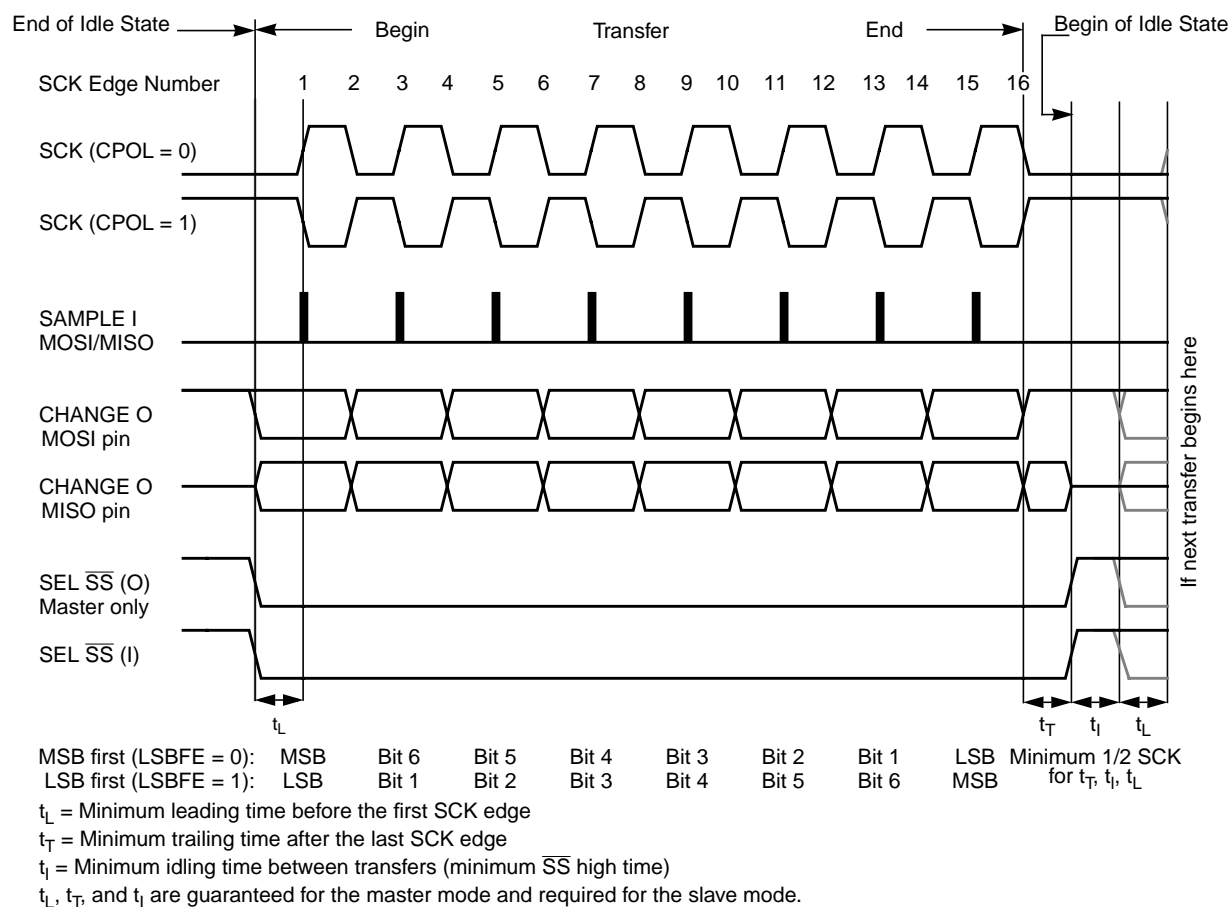 End of Idle State
Begin
Transfer
End
Begin of Idle State
SCK Edge Number
1 2 3 4 5 6 7 8 9 10 11 12 13 14 15 16
SCK (CPOL = 0)
SCK (CPOL = 1)
SAMPLE I
MOSI/MISO
CHANGE O
MOSI pin
CHANGE O
MISO pin
SEL S̅S̅ (O)
Master only
SEL S̅S̅ (I)
If next transfer begins here
tL
tT tI tL
MSB first (LSBFE = 0): MSB Bit 6 Bit 5 Bit 4 Bit 3 Bit 2 Bit 1 LSB Minimum 1/2 SCK
LSB first (LSBFE = 1): LSB Bit 1 Bit 2 Bit 3 Bit 4 Bit 5 Bit 6 MSB for tT, tI, tL
tL = Minimum leading time before the first SCK edge
tT = Minimum trailing time after the last SCK edge
tI = Minimum idling time between transfers (minimum S̅S̅ high time)
tL, tT, and tI are guaranteed for the master mode and required for the slave mode.